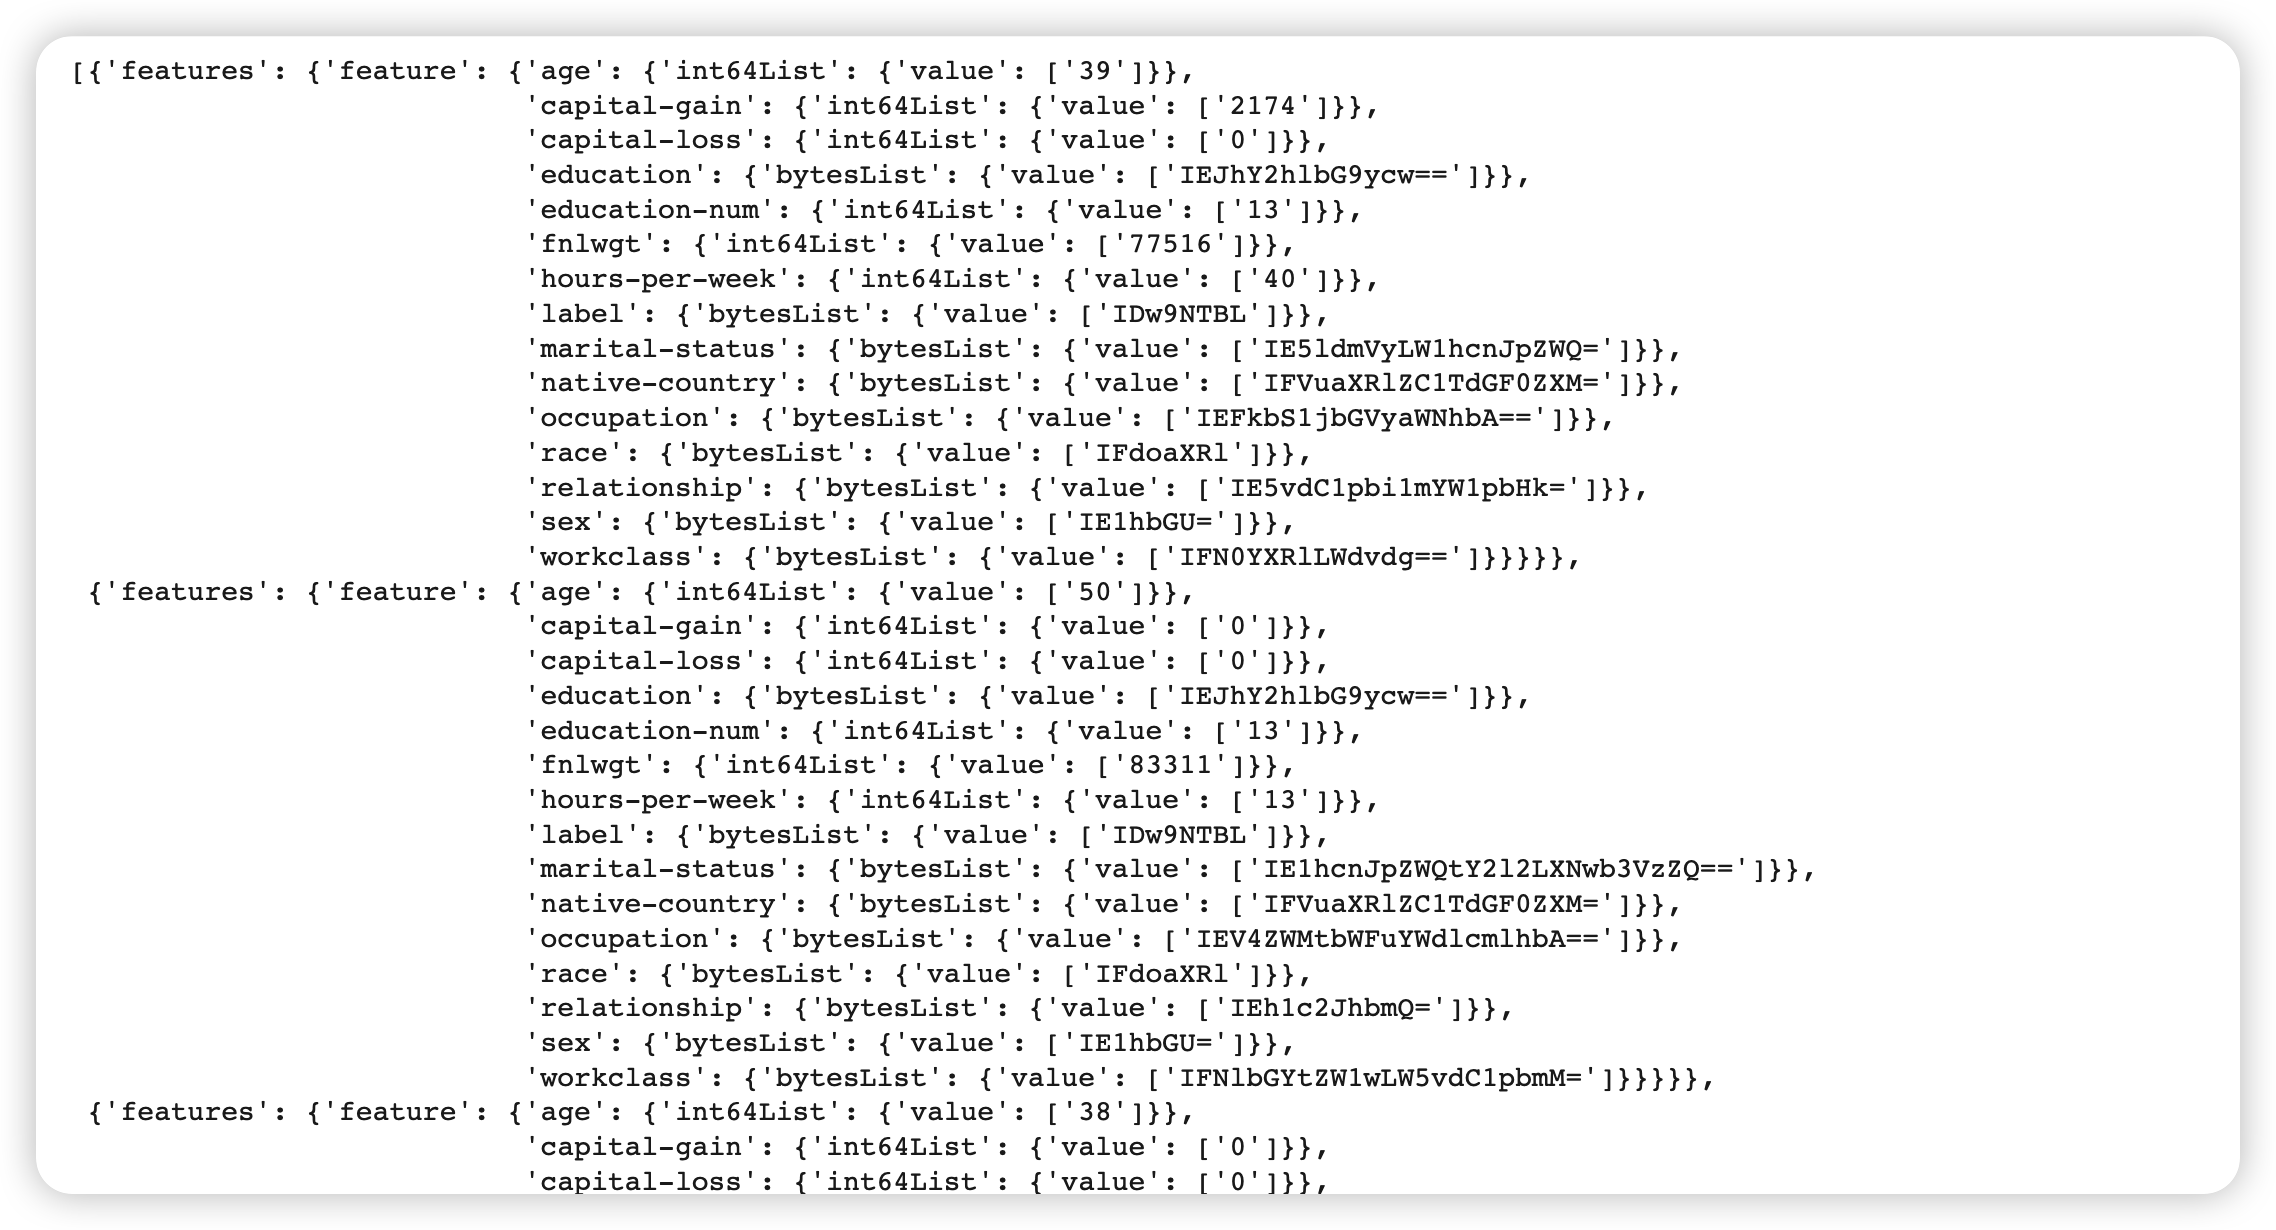 [{'features': {'feature': {'age': {'int64List': {'value': ['39']}},
'capital-gain': {'int64List': {'value': ['2174']}},
'capital-loss': {'int64List': {'value': ['0']}},
'education': {'bytesList': {'value': ['IEJhY2hlbG9ycw==']}},
'education-num': {'int64List': {'value': ['13']}},
'fnlwgt': {'int64List': {'value': ['77516']}},
'hours-per-week': {'int64List': {'value': ['40']}},
'label': {'bytesList': {'value': ['IDw9NTBL']}},
'marital-status': {'bytesList': {'value': ['IE5ldmVyLW1hcnJpZWQ=']}},
'native-country': {'bytesList': {'value': ['IFVuaXRlZC1TdGF0ZXM=']}},
'occupation': {'bytesList': {'value': ['IEFkbS1jbGVyaWNhbA==']}},
'race': {'bytesList': {'value': ['IFdoaXRl']}},
'relationship': {'bytesList': {'value': ['IE5vdC1pbi1mYW1pbHk=']}},
'sex': {'bytesList': {'value': ['IE1hbGU=']}},
'workclass': {'bytesList': {'value': ['IFN0YXRlLWdvdg==']}}}}},
{'features': {'feature': {'age': {'int64List': {'value': ['50']}},
'capital-gain': {'int64List': {'value': ['0']}},
'capital-loss': {'int64List': {'value': ['0']}},
'education': {'bytesList': {'value': ['IEJhY2hlbG9ycw==']}},
'education-num': {'int64List': {'value': ['13']}},
'fnlwgt': {'int64List': {'value': ['83311']}},
'hours-per-week': {'int64List': {'value': ['13']}},
'label': {'bytesList': {'value': ['IDw9NTBL']}},
'marital-status': {'bytesList': {'value': ['IE1hcnJpZWQtY2l2LXNwb3VzZQ==']}},
'native-country': {'bytesList': {'value': ['IFVuaXRlZC1TdGF0ZXM=']}},
'occupation': {'bytesList': {'value': ['IEV4ZWMtbWFuYWdlcmlhbA==']}},
'race': {'bytesList': {'value': ['IFdoaXRl']}},
'relationship': {'bytesList': {'value': ['IEh1c2JhbmQ=']}},
'sex': {'bytesList': {'value': ['IE1hbGU=']}},
'workclass': {'bytesList': {'value': ['IFNlbGYtZW1wLW5vdC1pbmM=']}}}}},
{'features': {'feature': {'age': {'int64List': {'value': ['38']}},
'capital-gain': {'int64List': {'value': ['0']}},
'capital-loss': {'int64List': {'value': ['0']}},